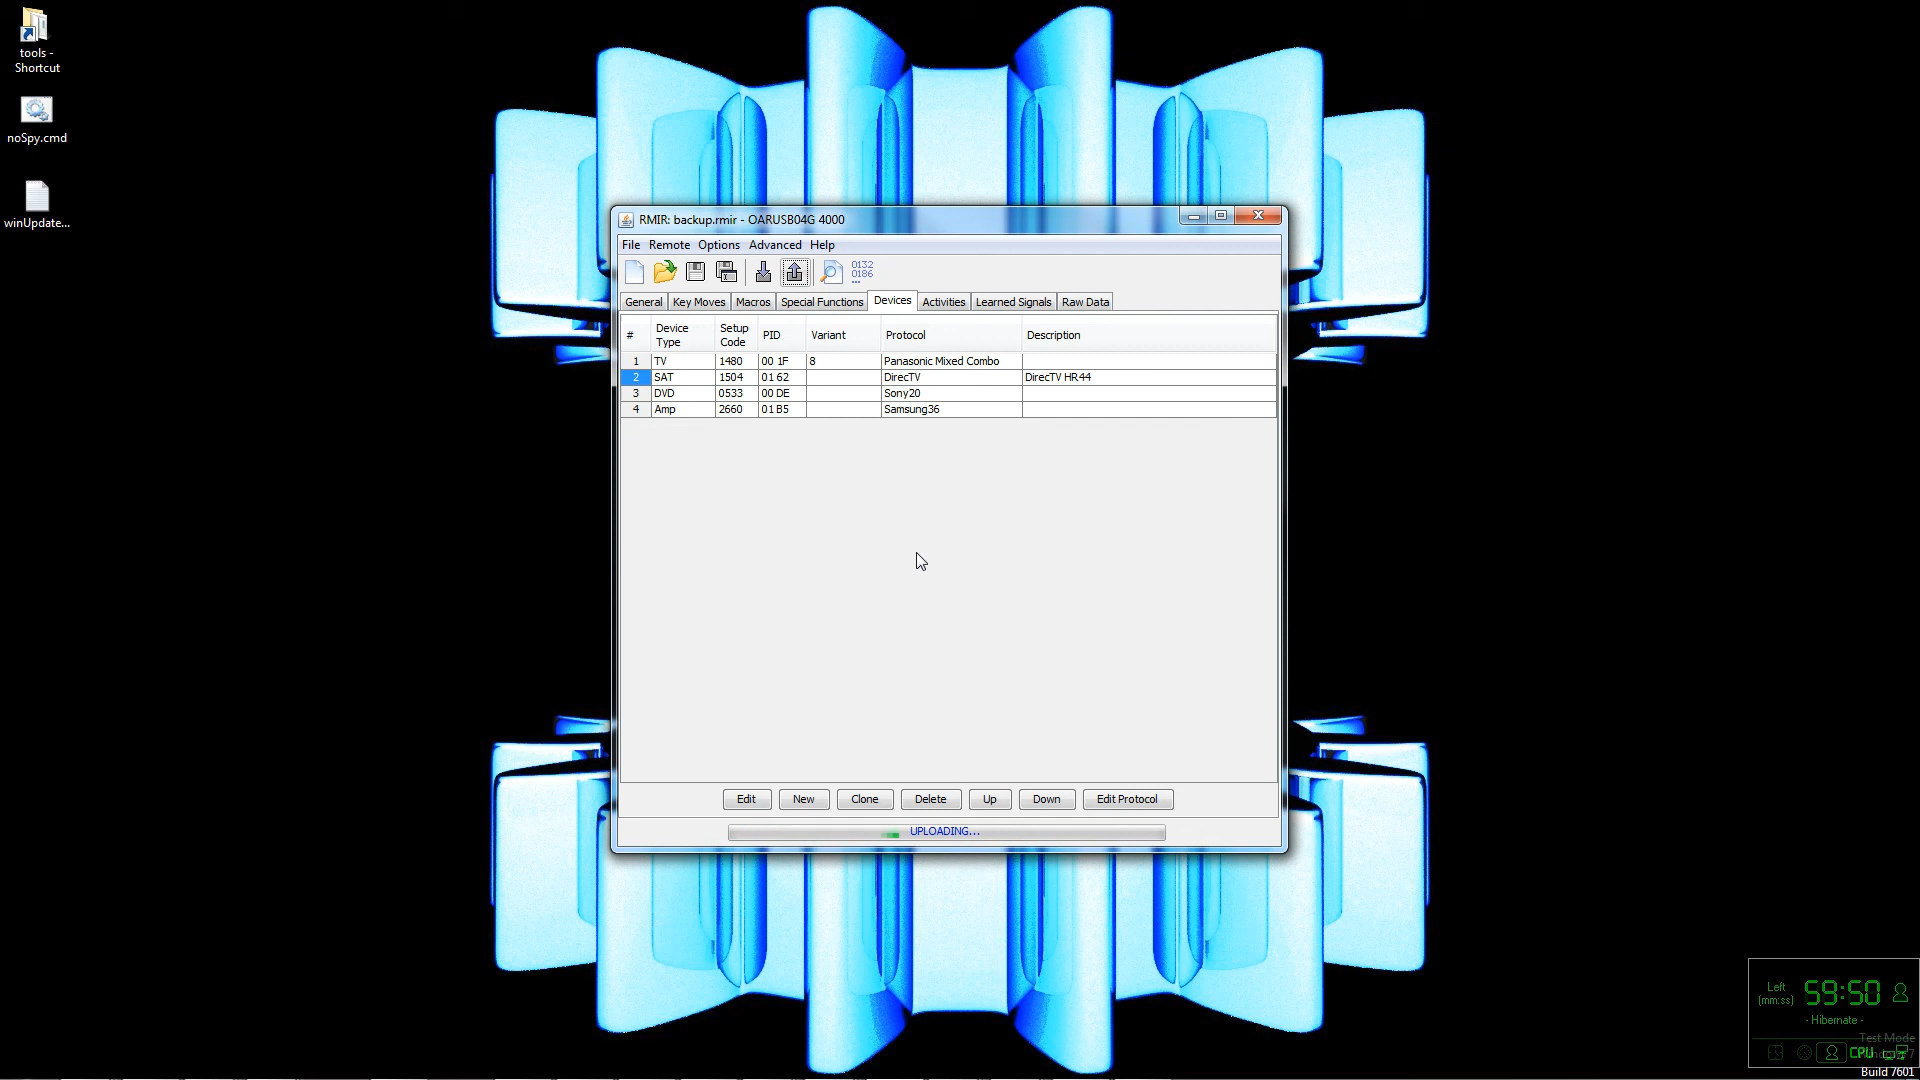 tools -
Shortcut
noSpy.cmd
winUpdate...
RMIR: backup.rmir - OARUSB04G 4000
File Remote Options Advanced Help
0132
0186
...
General Key Moves Macros Special Functions Devices Activities Learned Signals Raw Data
# Device Type Setup Code PID Variant Protocol Description
1 TV 1480 00 1F 8 Panasonic Mixed Combo
2 SAT 1504 01 62 DirecTV DirecTV HR44
3 DVD 0533 00 DE Sony20
4 Amp 2660 01 B5 Samsung36
Edit New Clone Delete Up Down Edit Protocol
UPLOADING...
Left
(mm:ss)
59:50
- Hibernate -
Test Mode
CPU
Build 7601